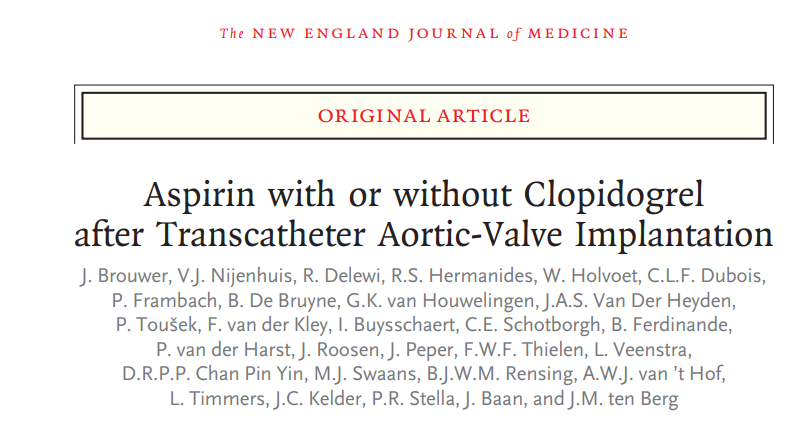 The NEW ENGLAND JOURNAL of MEDICINE
ORIGINAL ARTICLE
Aspirin with or without Clopidogrel
after Transcatheter Aortic-Valve Implantation
J. Brouwer, V.J. Nijenhuis, R. Delewi, R.S. Hermanides, W. Holvoet, C.L.F. Dubois,
P. Frambach, B. De Bruyne, G.K. van Houwelingen, J.A.S. Van Der Heyden,
P. Toušek, F. van der Kley, I. Buysschaert, C.E. Schotborgh, B. Ferdinande,
P. van der Harst, J. Roosen, J. Peper, F.W.F. Thielen, L. Veenstra,
D.R.P.P. Chan Pin Yin, M.J. Swaans, B.J.W.M. Rensing, A.W.J. van ’t Hof,
L. Timmers, J.C. Kelder, P.R. Stella, J. Baan, and J.M. ten Berg